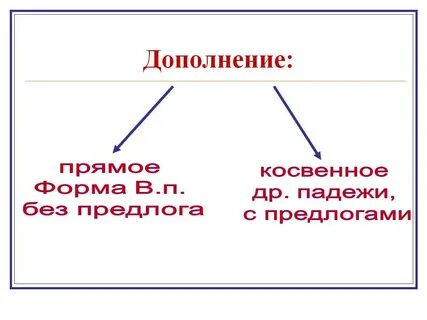 Дополнение:
прямое
Форма В.п.
без предлога
косвенное
др. падежи,
с предлогами